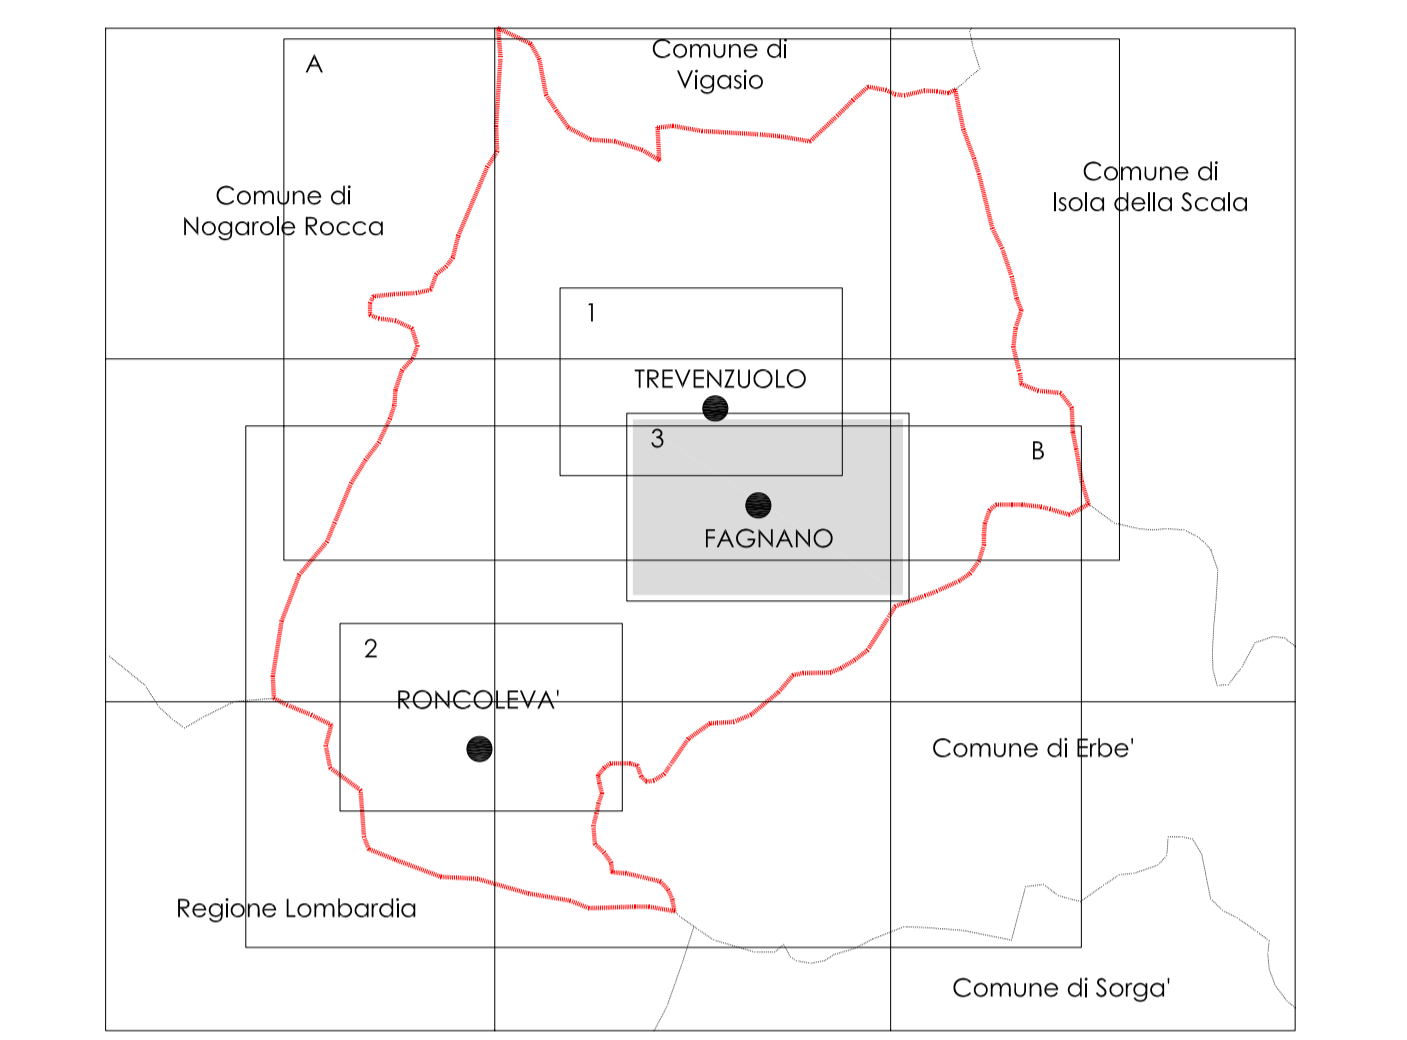 Comune di
Vigasio
A
Comune di
Isola della Scala
Comune di
Nogarole Rocca
1
TREVENZUOLO
3
B
FAGNANO
2
RONCOLEVA'
Comune di Erbe'
Regione Lombardia
Comune di Sorga'